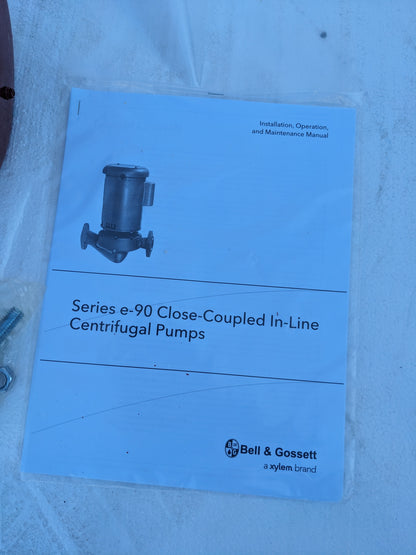 Installation, Operation,
and Maintenance Manual
Series e-90 Close-Coupled In-Line
Centrifugal Pumps
B&G Bell & Gossett
a xylem brand